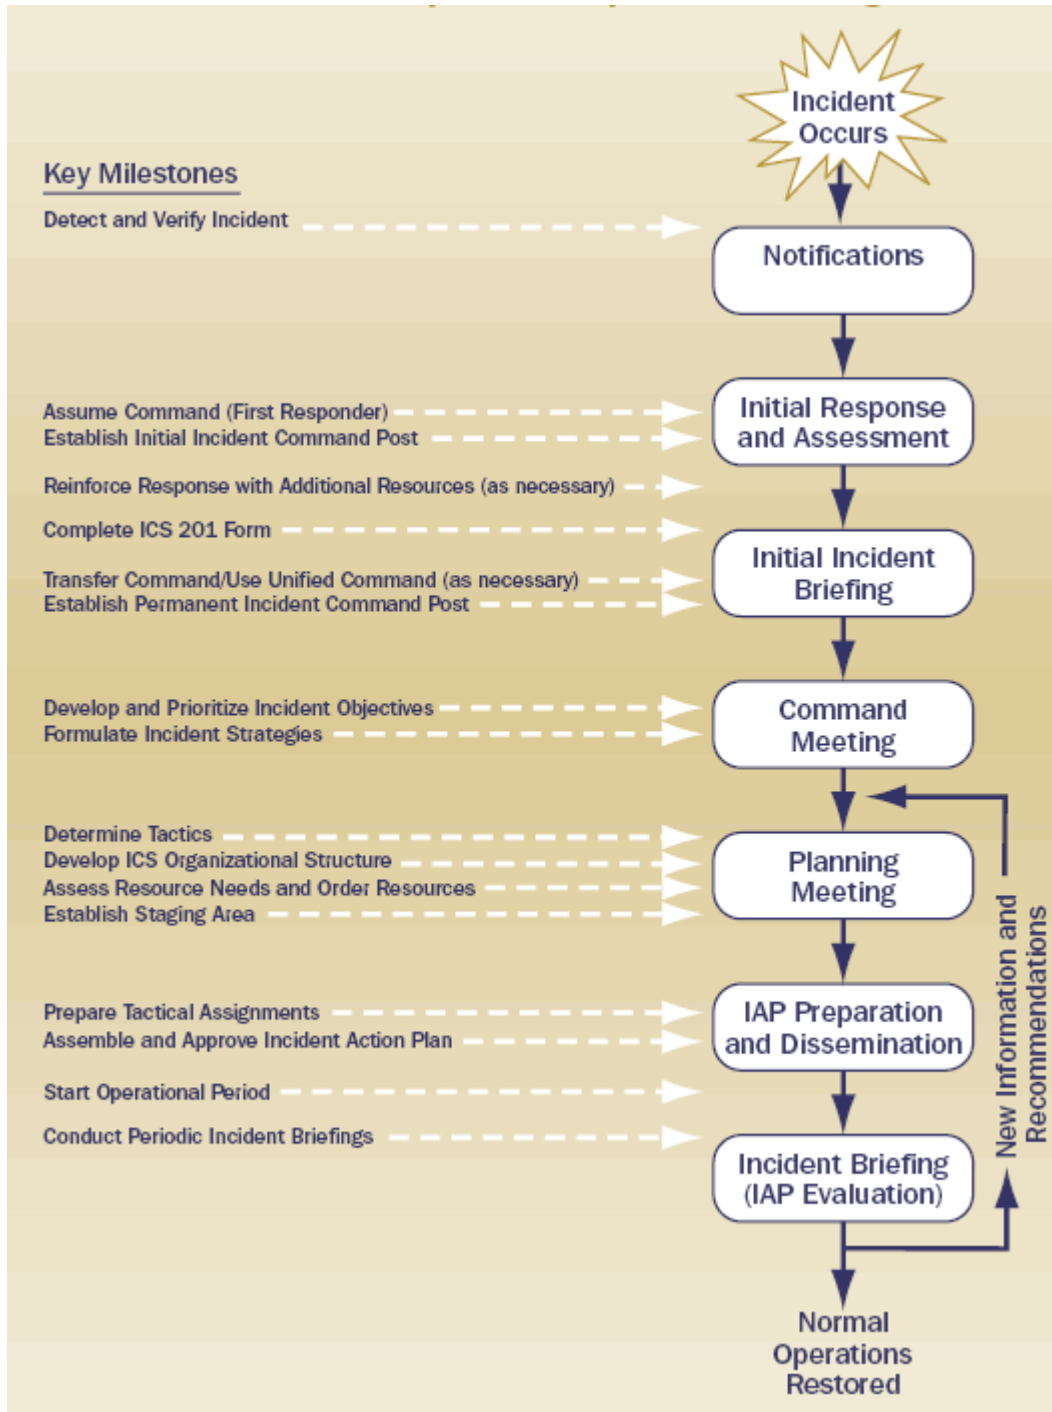 Incident
Occurs
Key Milestones
Detect and Verify Incident
Notifications
Assume Command (First Responder)
Establish Initial Incident Command Post
Initial Response
and Assessment
Reinforce Response with Additional Resources (as necessary)
Complete ICS 201 Form
Transfer Command/Use Unified Command (as necessary)
Establish Permanent Incident Command Post
Initial Incident
Briefing
Develop and Prioritize Incident Objectives
Formulate Incident Strategies
Command
Meeting
Determine Tactics
Develop ICS Organizational Structure
Assess Resource Needs and Order Resources
Establish Staging Area
Planning
Meeting
New Information and
Recommendations
Prepare Tactical Assignments
Assemble and Approve Incident Action Plan
IAP Preparation
and Dissemination
Start Operational Period
Conduct Periodic Incident Briefings
Incident Briefing
(IAP Evaluation)
Normal
Operations
Restored